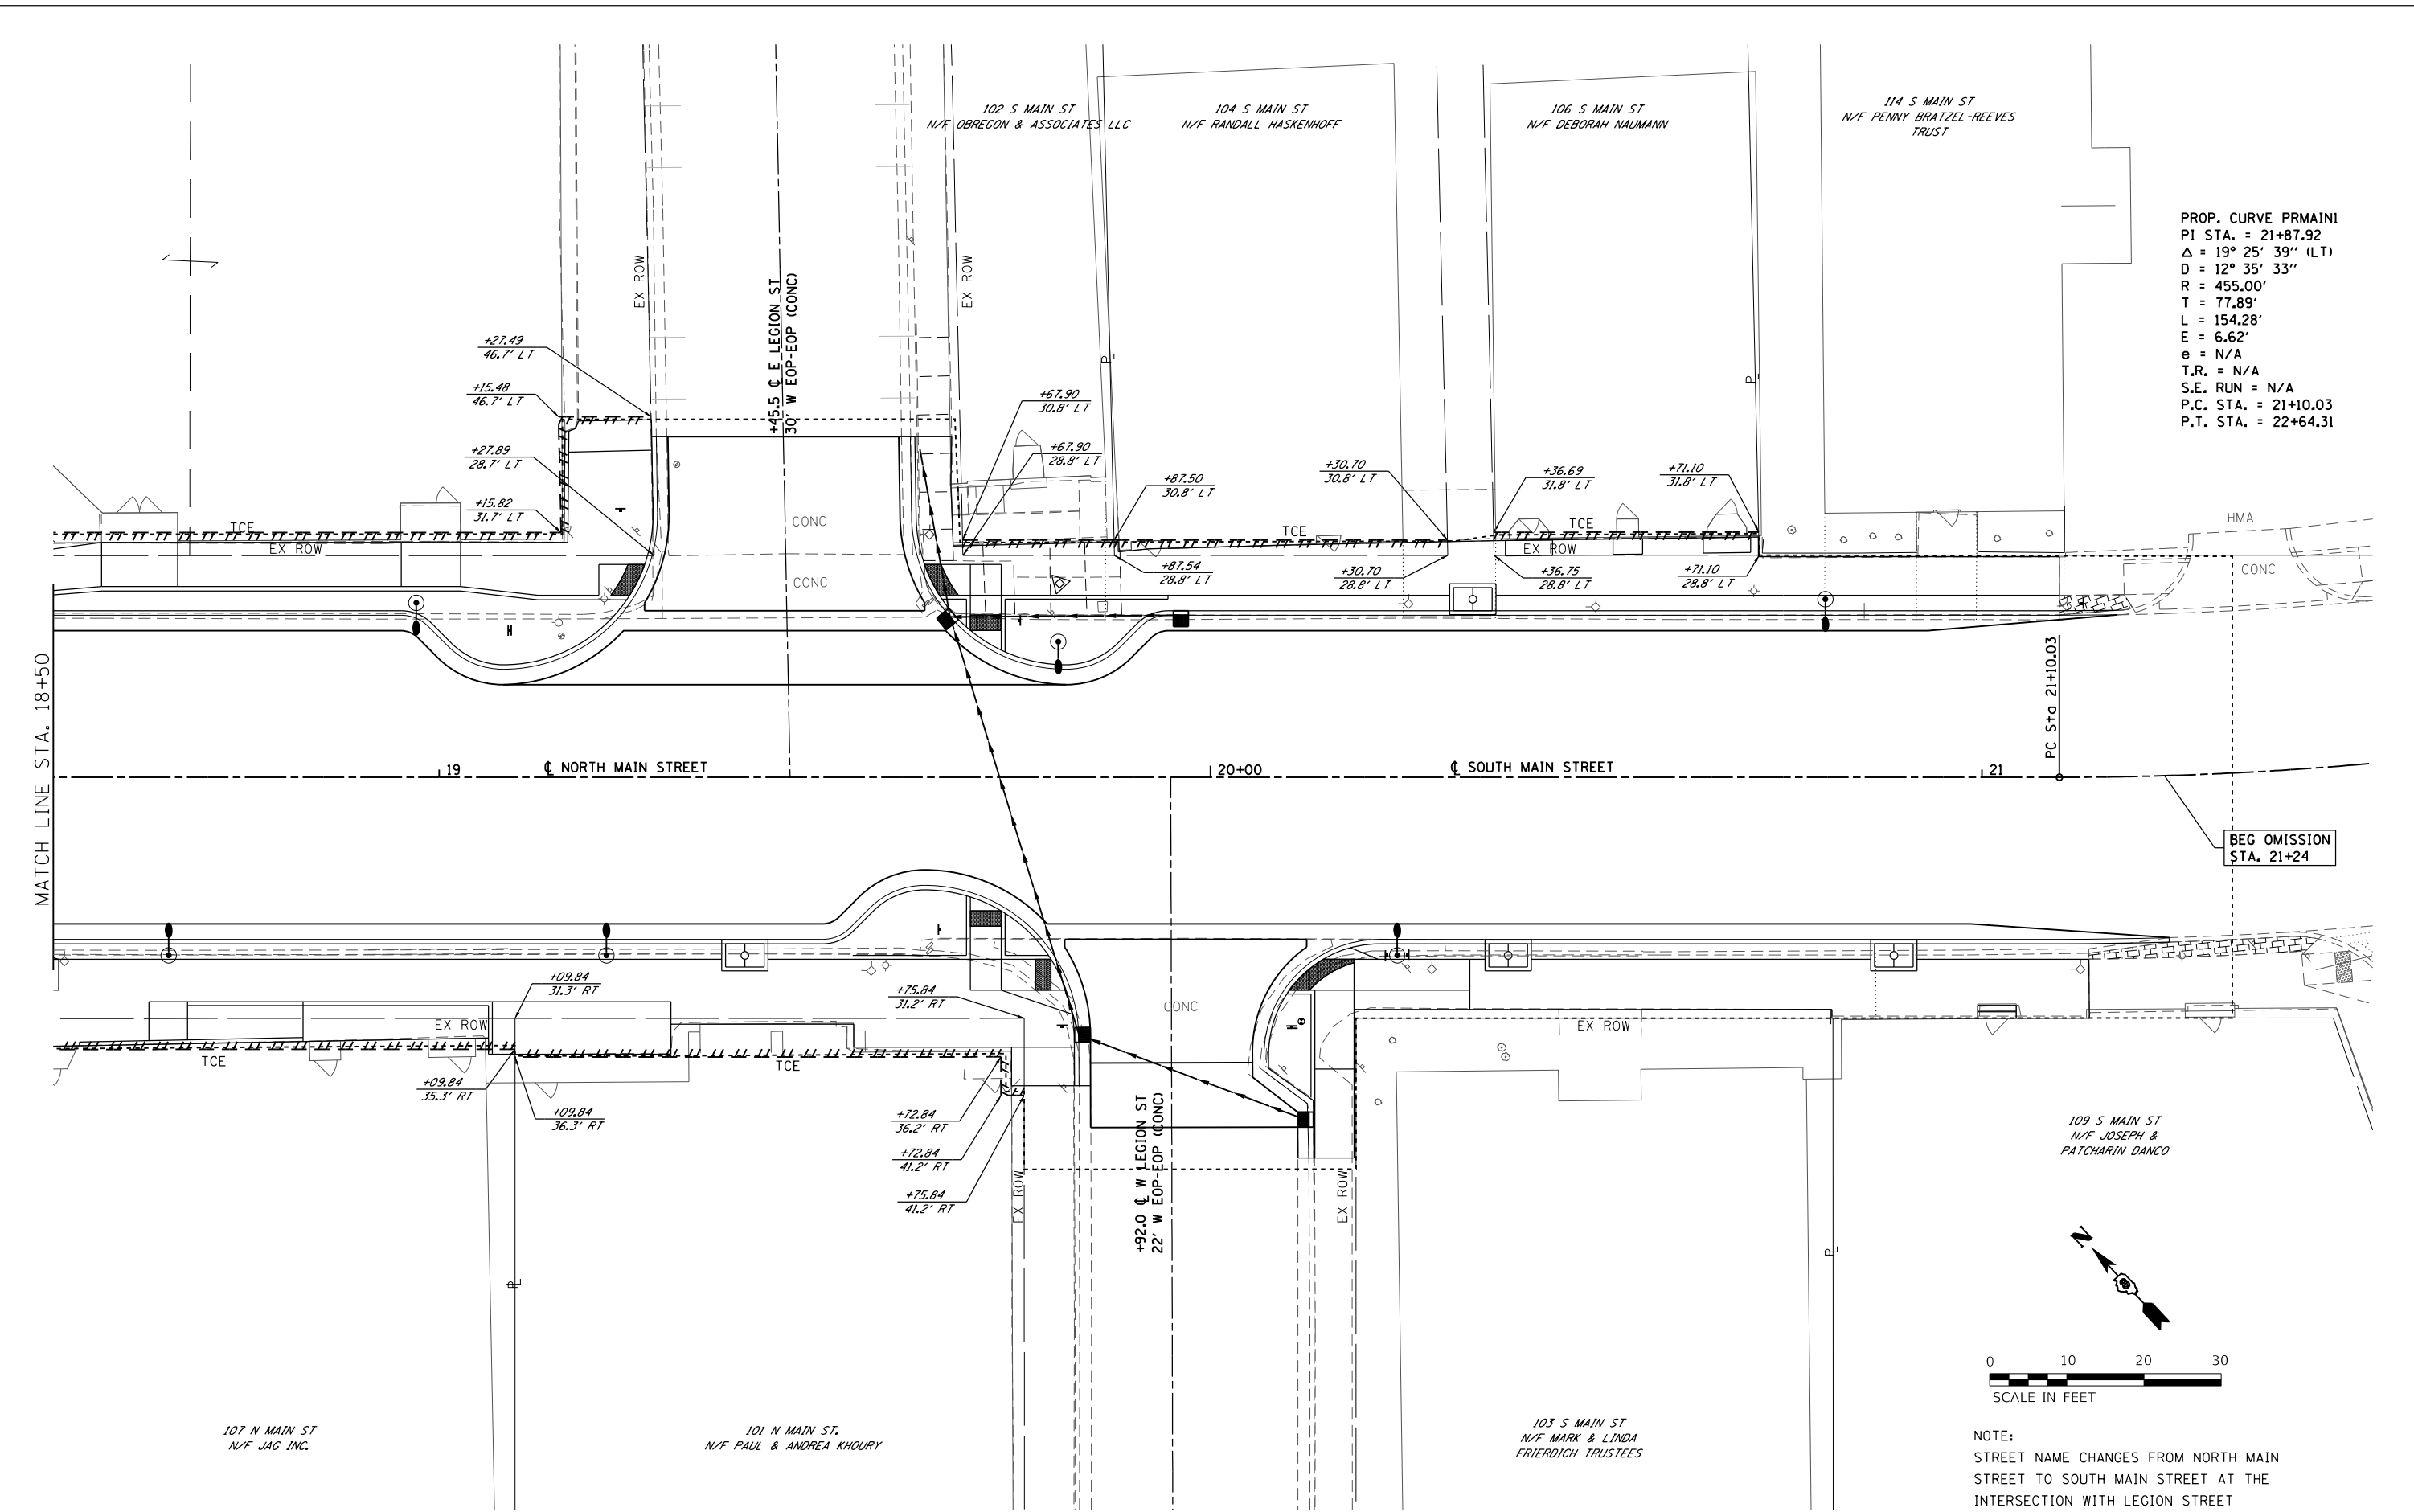 102 S MAIN ST
N/F OBREGON & ASSOCIATES LLC
104 S MAIN ST
N/F RANDALL HASKENHOFF
106 S MAIN ST
N/F DEBORAH NAUMANN
114 S MAIN ST
N/F PENNY BRATZEL-REEVES
TRUST
PROP. CURVE PRMAIN1
PI STA. = 21+87.92
Δ = 19° 25' 39'' (LT)
D = 12° 35' 33''
R = 455.00'
T = 77.89'
L = 154.28'
E = 6.62'
e = N/A
T.R. = N/A
S.E. RUN = N/A
P.C. STA. = 21+10.03
P.T. STA. = 22+64.31
EX ROW
+45.5 ℄ E LEGION ST
30' W EOP-EOP (CONC)
EX ROW
+27.49
46.7' LT
+15.48
46.7' LT
+27.89
28.7' LT
+15.82
31.7' LT
+67.90
30.8' LT
+67.90
28.8' LT
+87.50
30.8' LT
+30.70
30.8' LT
+36.69
31.8' LT
+71.10
31.8' LT
PL
PL
TCE
EX ROW
CONC
CONC
TCE
TCE
EX ROW
HMA
CONC
+87.54
28.8' LT
+30.70
28.8' LT
+36.75
28.8' LT
+71.10
28.8' LT
MATCH LINE STA. 18+50
19
℄ NORTH MAIN STREET
20+00
℄ SOUTH MAIN STREET
21
PC Sta 21+10.03
BEG OMISSION
STA. 21+24
+09.84
31.3' RT
+75.84
31.2' RT
CONC
EX ROW
EX ROW
TCE
TCE
+09.84
35.3' RT
+09.84
36.3' RT
+72.84
36.2' RT
+72.84
41.2' RT
+75.84
41.2' RT
EX ROW
+92.0 ℄ W LEGION ST
22' W EOP-EOP (CONC)
EX ROW
PL
PL
109 S MAIN ST
N/F JOSEPH &
PATCHARIN DANCO
N
107 N MAIN ST
N/F JAG INC.
101 N MAIN ST.
N/F PAUL & ANDREA KHOURY
103 S MAIN ST
N/F MARK & LINDA
FRIERDICH TRUSTEES
0 10 20 30
SCALE IN FEET
NOTE:
STREET NAME CHANGES FROM NORTH MAIN
STREET TO SOUTH MAIN STREET AT THE
INTERSECTION WITH LEGION STREET